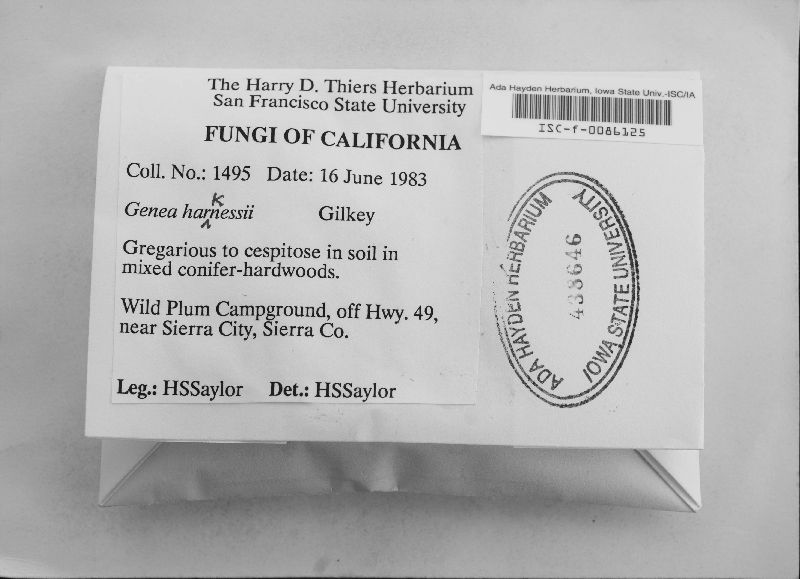 The Harry D. Thiers Herbarium
San Francisco State University
FUNGI OF CALIFORNIA
Coll. No.: 1495 Date: 16 June 1983
Genea harknessii Gilkey
Gregarious to cespitose in soil in
mixed conifer-hardwoods.
Wild Plum Campground, off Hwy. 49,
near Sierra City, Sierra Co.
Leg.: HSSaylor Det.: HSSaylor
Ada Hayden Herbarium, Iowa State Univ.-ISC/IA
ISC-f-0086125
ADA HAYDEN HERBARIUM
438646
IOWA STATE UNIVERSITY